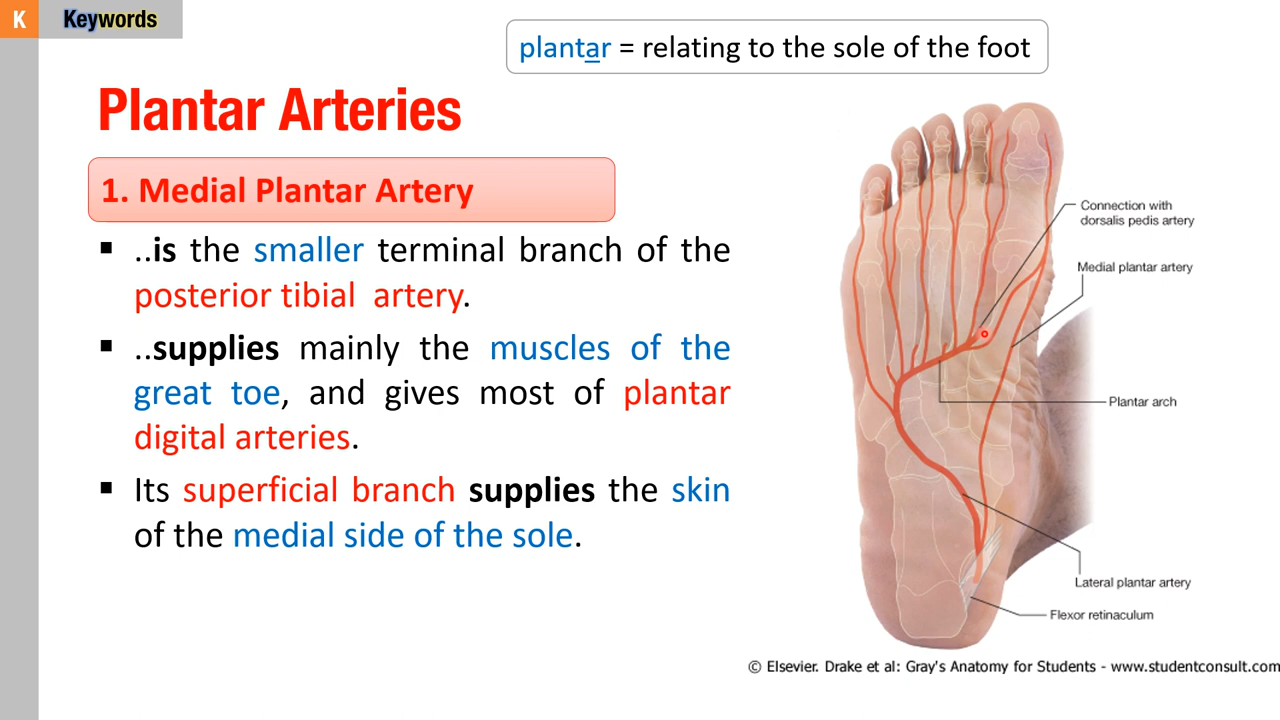 K Keywords
plantar = relating to the sole of the foot
Plantar Arteries
1. Medial Plantar Artery
▪ ..is the smaller terminal branch of the
posterior tibial artery.
▪ ..supplies mainly the muscles of the
great toe, and gives most of plantar
digital arteries.
▪ Its superficial branch supplies the skin
of the medial side of the sole.
Connection with
dorsalis pedis artery
Medial plantar artery
Plantar arch
Lateral plantar artery
Flexor retinaculum
© Elsevier. Drake et al: Gray's Anatomy for Students - www.studentconsult.com